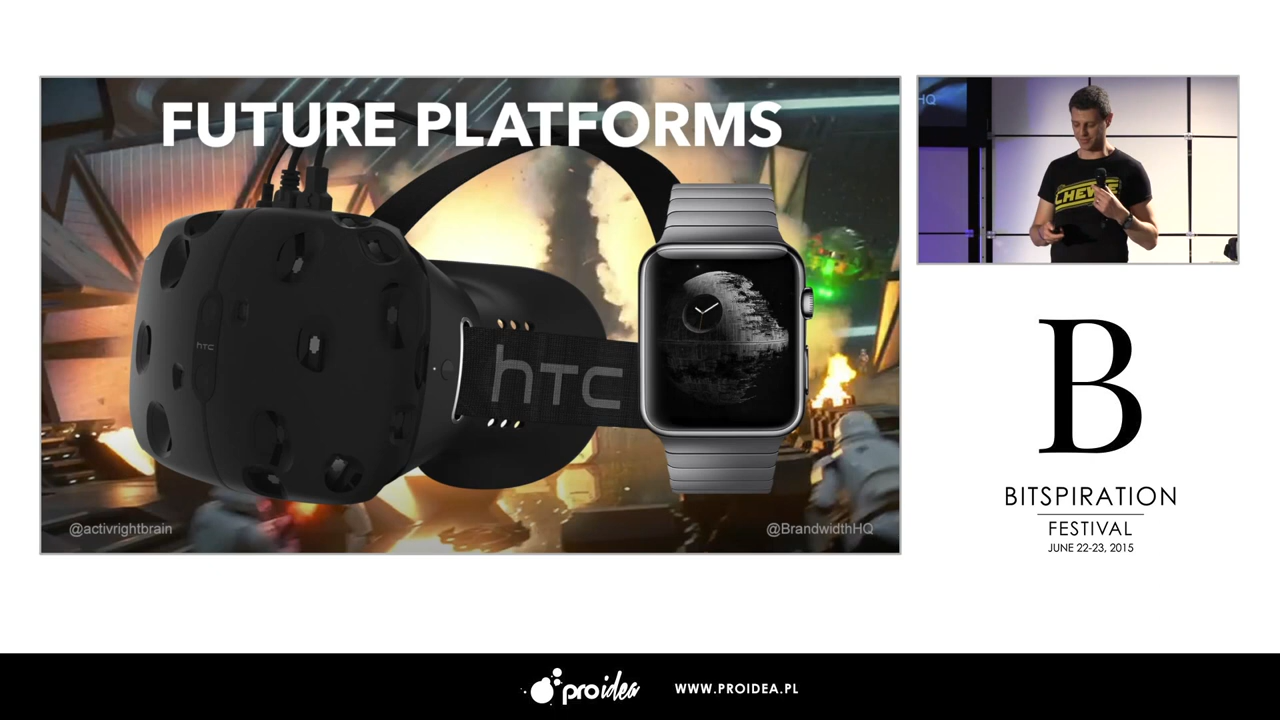 FUTURE PLATFORMS
hTC
hTC
@activrightbrain
@BrandwidthHQ
HQ
CHEWIE
B
BITSPIRATION
FESTIVAL
JUNE 22-23, 2015
proidea
WWW.PROIDEA.PL